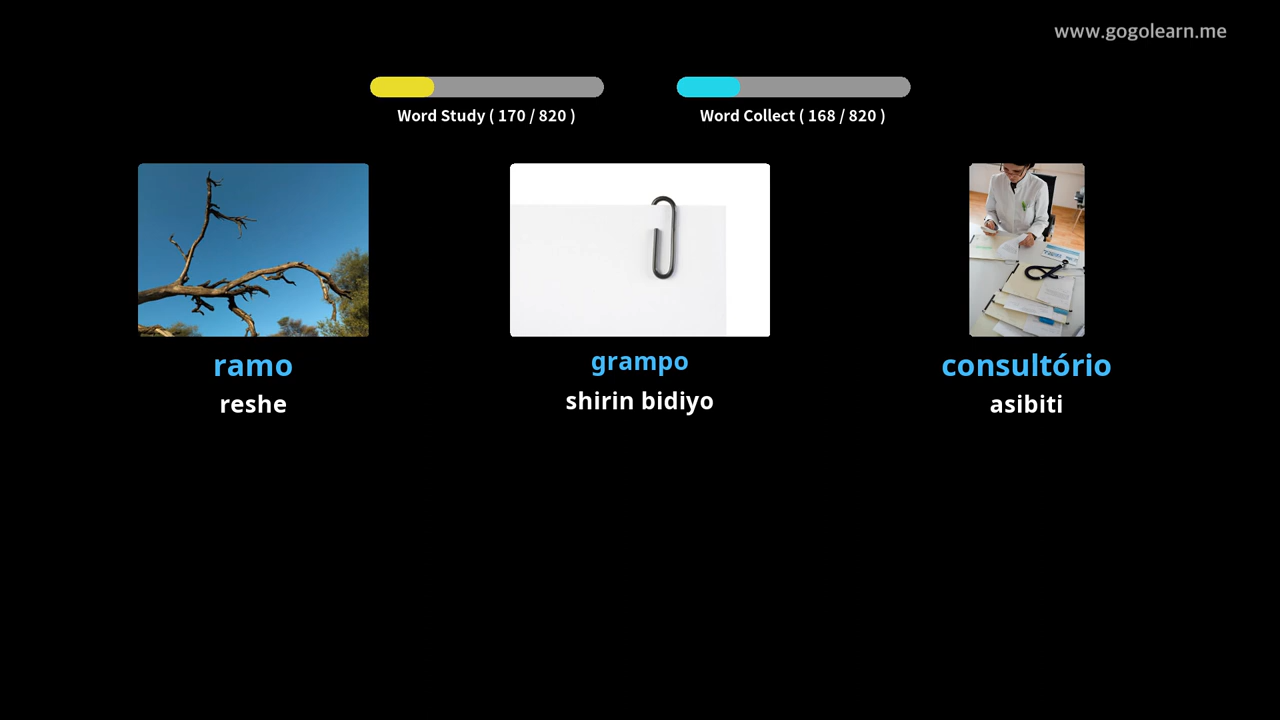 www.gogolearn.me
Word Study ( 170 / 820 )
Word Collect ( 168 / 820 )
ramo
reshe
grampo
shirin bidiyo
consultório
asibiti